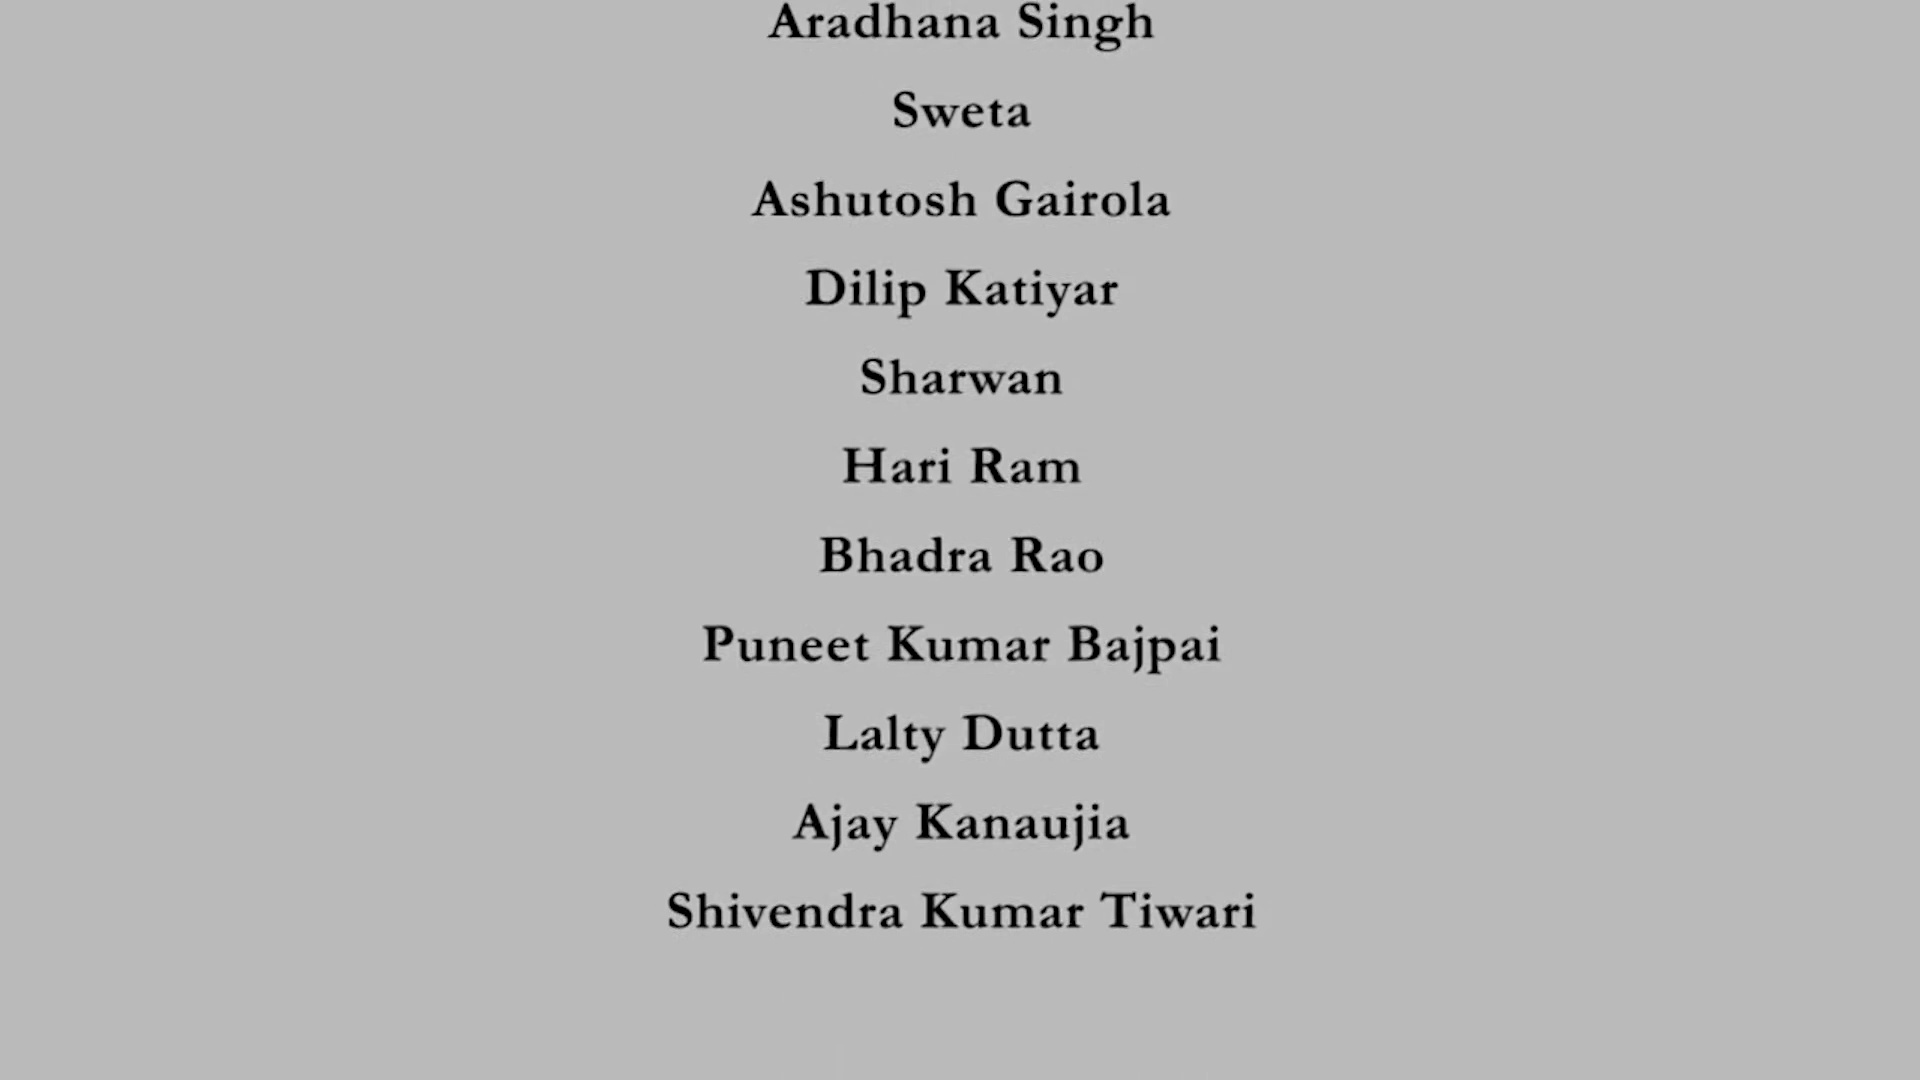 Aradhana Singh
Sweta
Ashutosh Gairola
Dilip Katiyar
Sharwan
Hari Ram
Bhadra Rao
Puneet Kumar Bajpai
Lalty Dutta
Ajay Kanaujia
Shivendra Kumar Tiwari